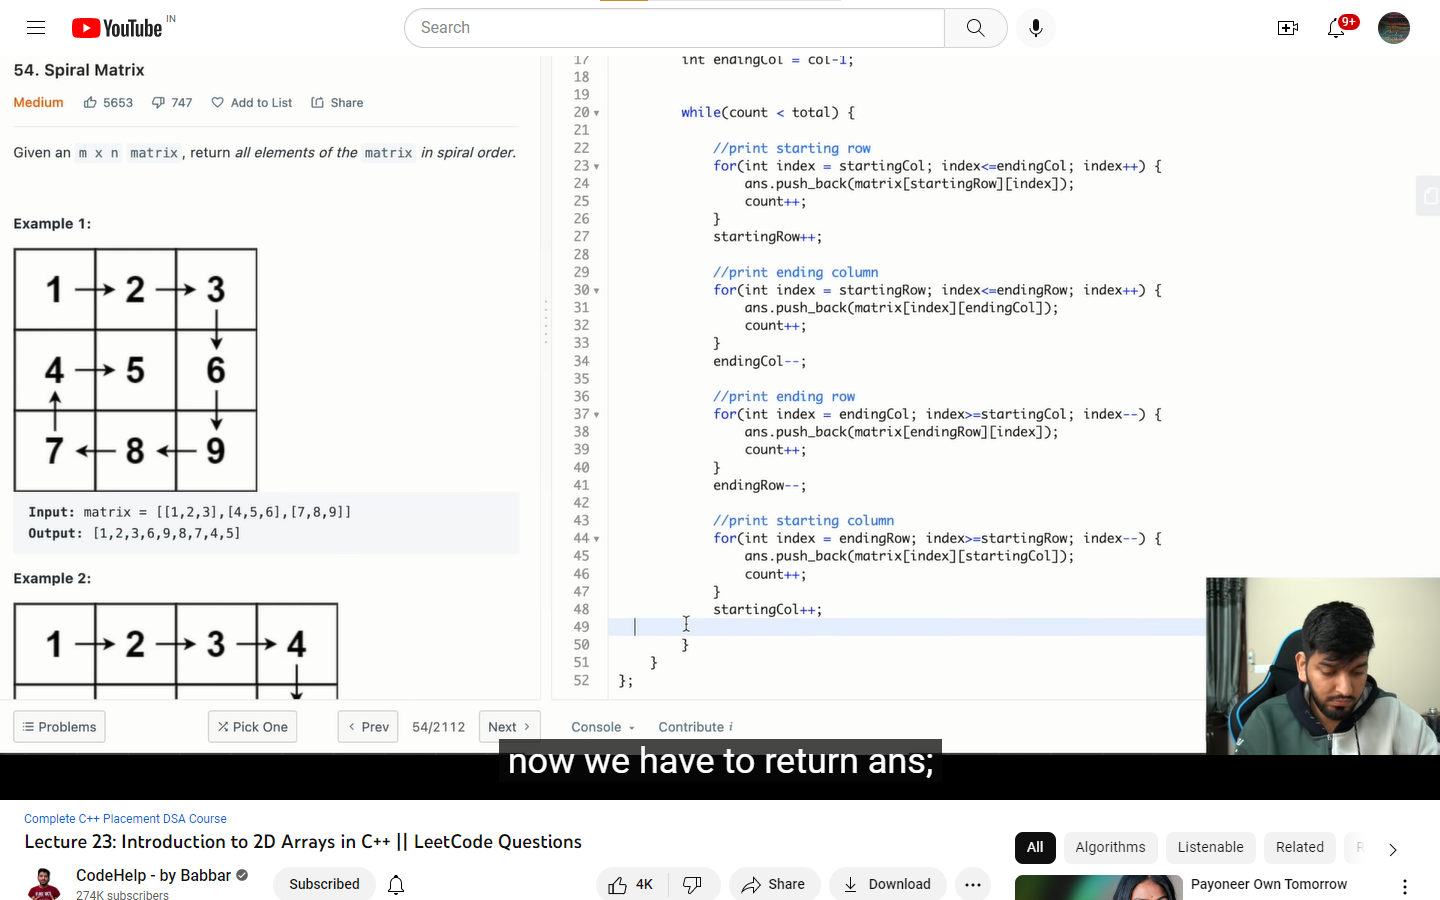 YouTube IN
Search
9+
54. Spiral Matrix
Medium 5653 747 Add to List Share
Given an m x n matrix, return all elements of the matrix in spiral order.
Example 1:
1 2 3
4 5 6
7 8 9
Input: matrix = [[1,2,3],[4,5,6],[7,8,9]]
Output: [1,2,3,6,9,8,7,4,5]
Example 2:
1 2 3 4
Problems Pick One Prev 54/2112 Next
17 int endingCol = col-1;
18
19
20 while(count < total) {
21
22 //print starting row
23 for(int index = startingCol; index<=endingCol; index++) {
24 ans.push_back(matrix[startingRow][index]);
25 count++;
26 }
27 startingRow++;
28
29 //print ending column
30 for(int index = startingRow; index<=endingRow; index++) {
31 ans.push_back(matrix[index][endingCol]);
32 count++;
33 }
34 endingCol--;
35
36 //print ending row
37 for(int index = endingCol; index>=startingCol; index--) {
38 ans.push_back(matrix[endingRow][index]);
39 count++;
40 }
41 endingRow--;
42
43 //print starting column
44 for(int index = endingRow; index>=startingRow; index--) {
45 ans.push_back(matrix[index][startingCol]);
46 count++;
47 }
48 startingCol++;
49
50 }
51 }
52 };
Console Contribute i
now we have to return ans;
Complete C++ Placement DSA Course
Lecture 23: Introduction to 2D Arrays in C++ || LeetCode Questions
CodeHelp - by Babbar
274K subscribers
Subscribed
4K Share Download
All Algorithms Listenable Related
Payoneer Own Tomorrow